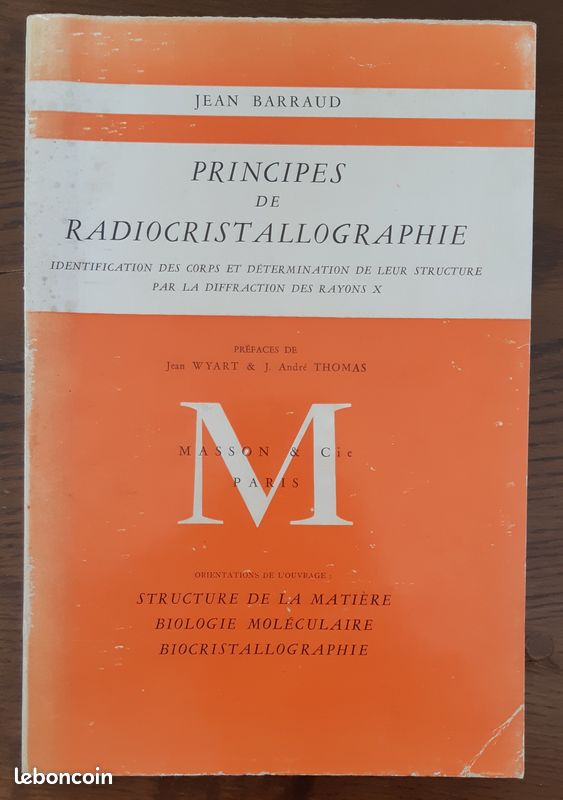 JEAN BARRAUD
PRINCIPES
DE
RADIOCRISTALLOGRAPHIE
IDENTIFICATION DES CORPS ET DÉTERMINATION DE LEUR STRUCTURE
PAR LA DIFFRACTION DES RAYONS X
PRÉFACES DE
Jean WYART & J. André THOMAS
M
MASSON & Cie
PARIS
ORIENTATIONS DE L'OUVRAGE :
STRUCTURE DE LA MATIÈRE
BIOLOGIE MOLÉCULAIRE
BIOCRISTALLOGRAPHIE
leboncoin